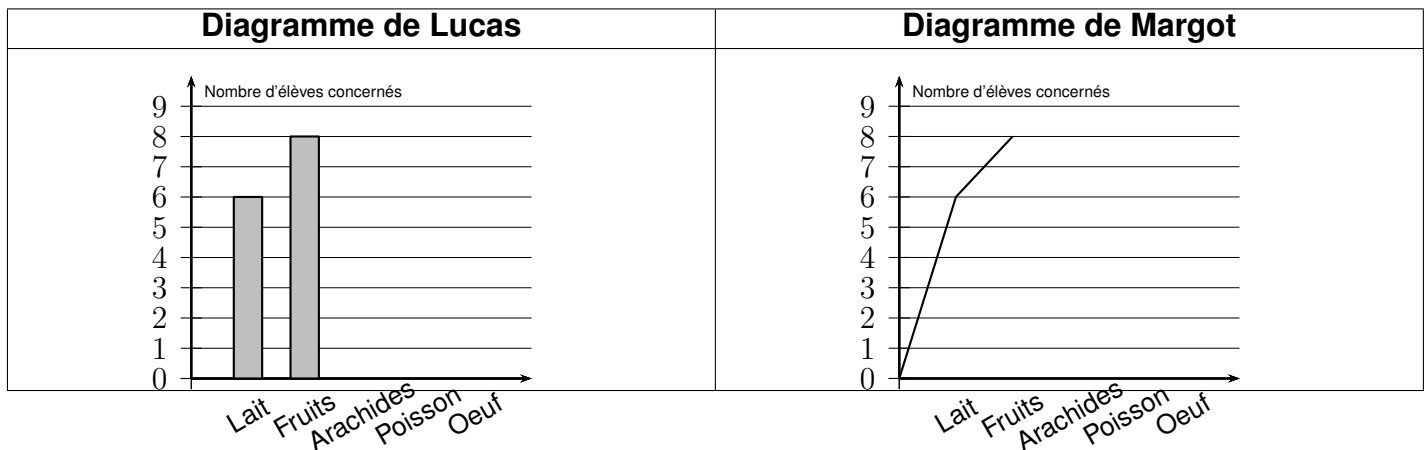 Diagramme de Lucas
Nombre d'élèves concernés
9
8
7
6
5
4
3
2
1
0
Lait
Fruits
Arachides
Poisson
Oeuf
Diagramme de Margot
Nombre d'élèves concernés
9
8
7
6
5
4
3
2
1
0
Lait
Fruits
Arachides
Poisson
Oeuf